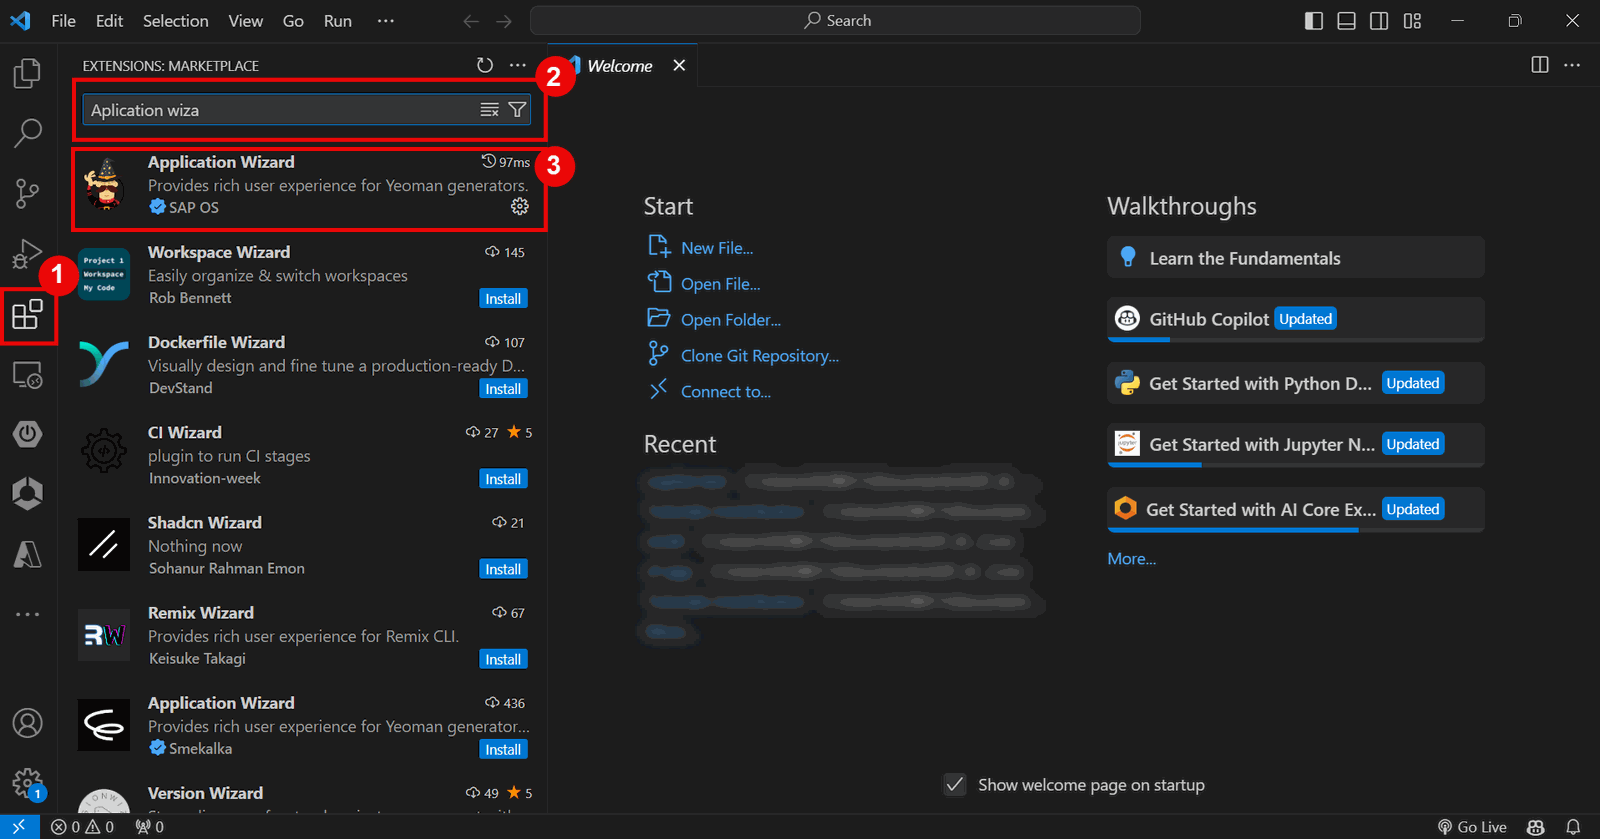 File Edit Selection View Go Run ···
Search
EXTENSIONS: MARKETPLACE
2
Welcome
Aplication wiza
Application Wizard 97ms
3
Provides rich user experience for Yeoman generators.
SAP OS
Workspace Wizard 145
Project 1
Workspace
My Code
Easily organize & switch workspaces
Rob Bennett Install
1
Dockerfile Wizard 107
Visually design and fine tune a production-ready D...
DevStand Install
CI Wizard 27 5
plugin to run CI stages
Innovation-week Install
Shadcn Wizard 21
Nothing now
Sohanur Rahman Emon Install
Remix Wizard 67
RW
Provides rich user experience for Remix CLI.
Keisuke Takagi Install
Application Wizard 436
Provides rich user experience for Yeoman generator...
Smekalka Install
Version Wizard 49 5
Start
New File...
Open File...
Open Folder...
Clone Git Repository...
Connect to...
Recent
Walkthroughs
Learn the Fundamentals
GitHub Copilot Updated
Get Started with Python D... Updated
Get Started with Jupyter N... Updated
Get Started with AI Core Ex... Updated
More...
Show welcome page on startup
1
0 0 0
Go Live